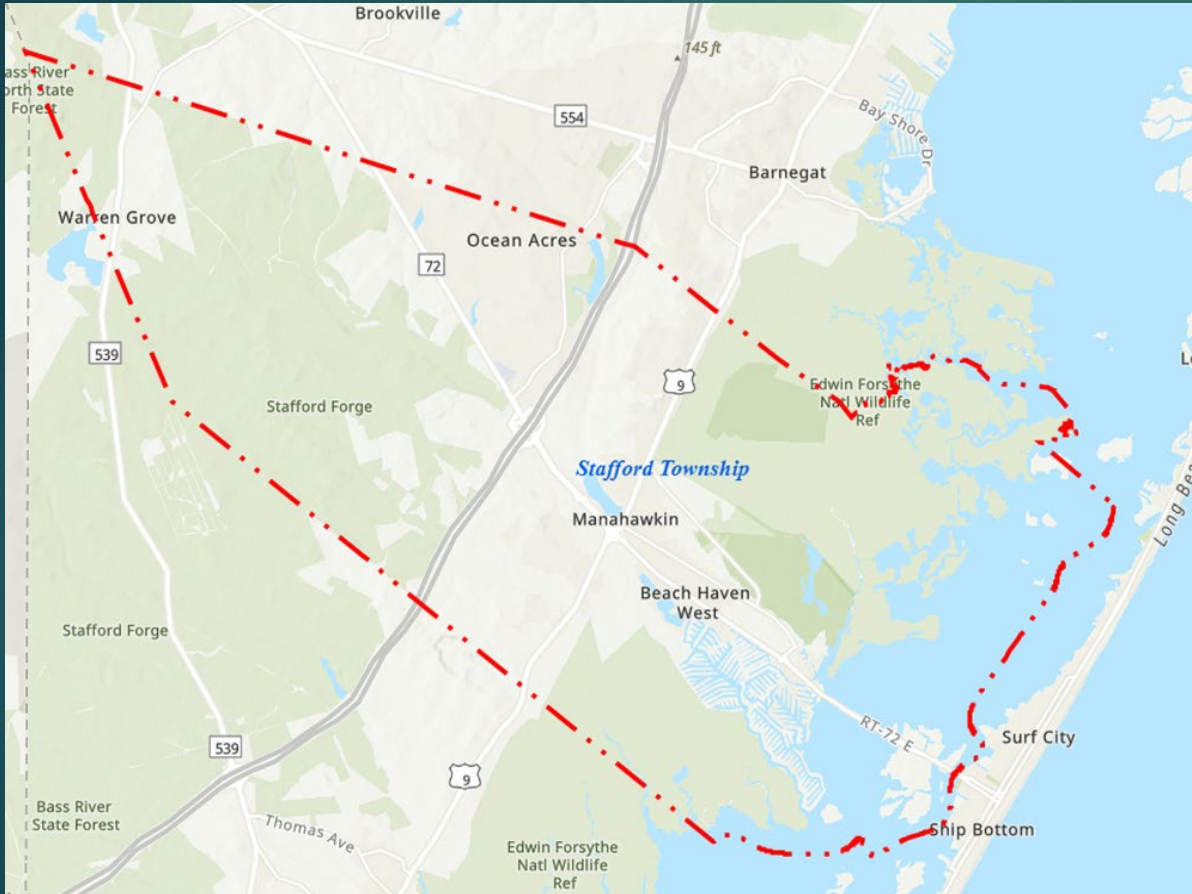 Brookville
145 ft
ass River
orth State
Forest
554
Bay Shore Dr
Barnegat
Warren Grove
Ocean Acres
72
539
9
Edwin Forsythe
Natl Wildlife
Ref
Stafford Forge
Stafford Township
Manahawkin
Long Bea
Beach Haven
West
Stafford Forge
RT-72 E
Surf City
539
9
Bass River
State Forest
Thomas Ave
Ship Bottom
Edwin Forsythe
Natl Wildlife
Ref